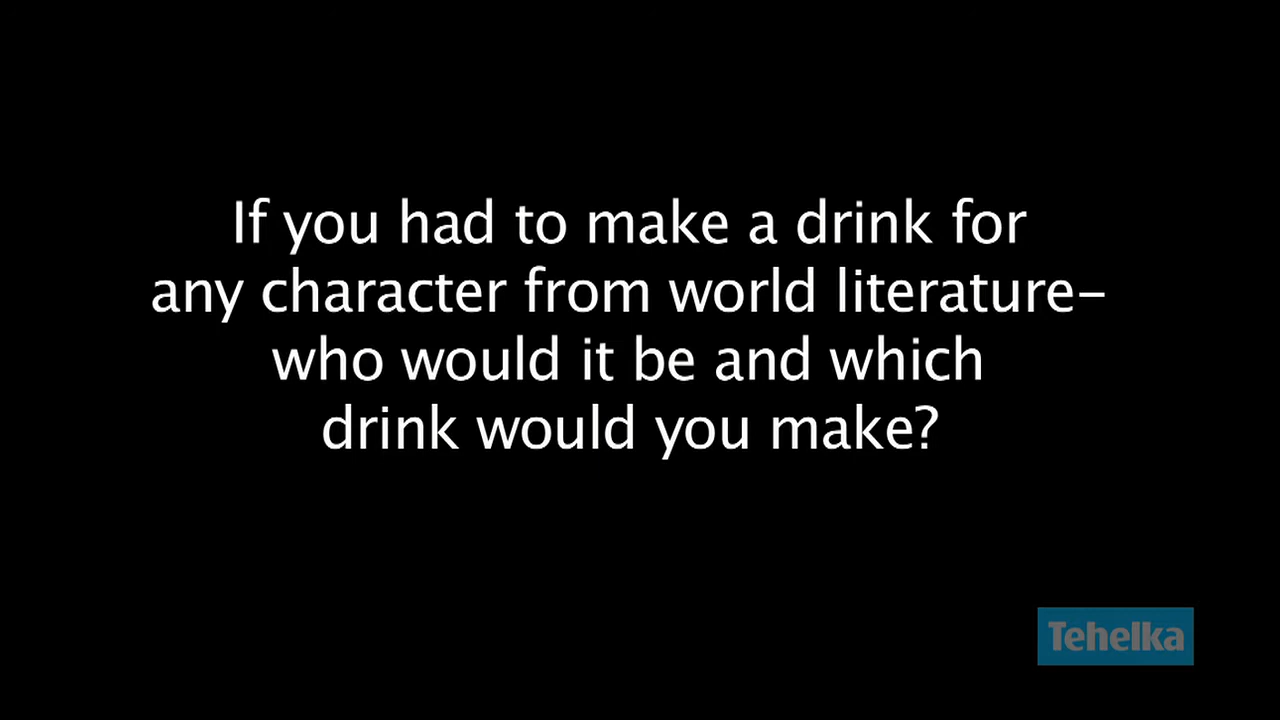 If you had to make a drink for
any character from world literature–
who would it be and which
drink would you make?
Tehelka